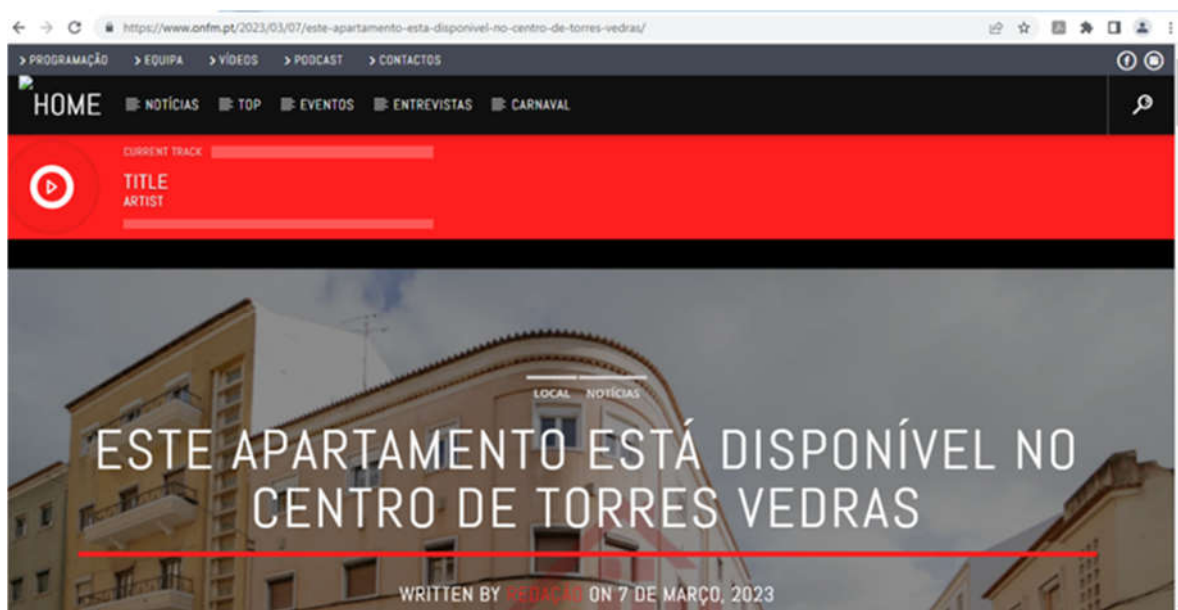 https://www.onfm.pt/2023/03/07/este-apartamento-esta-disponivel-no-centro-de-torres-vedras/
> PROGRAMAÇÃO > EQUIPA > VÍDEOS > PODCAST > CONTACTOS
HOME NOTÍCIAS TOP EVENTOS ENTREVISTAS CARNAVAL
CURRENT TRACK
TITLE
ARTIST
LOCAL NOTÍCIAS
ESTE APARTAMENTO ESTÁ DISPONÍVEL NO
CENTRO DE TORRES VEDRAS
WRITTEN BY REDAÇÃO ON 7 DE MARÇO, 2023